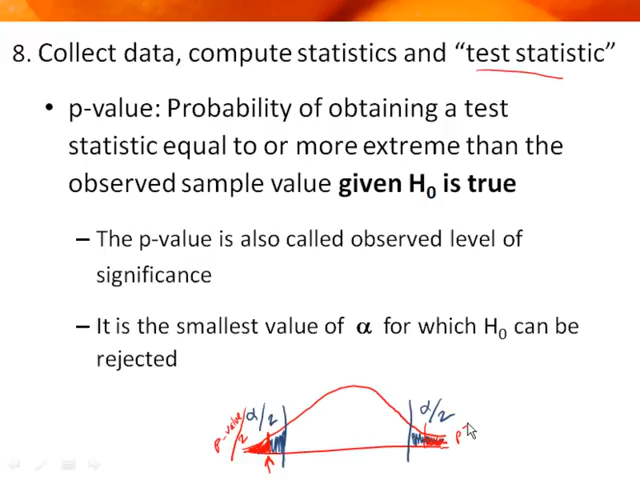 8. Collect data, compute statistics and “test statistic”
• p-value: Probability of obtaining a test
statistic equal to or more extreme than the
observed sample value given H₀ is true
– The p-value is also called observed level of
significance
– It is the smallest value of α for which H₀ can be
rejected
p-value/2 α/2 α/2 p